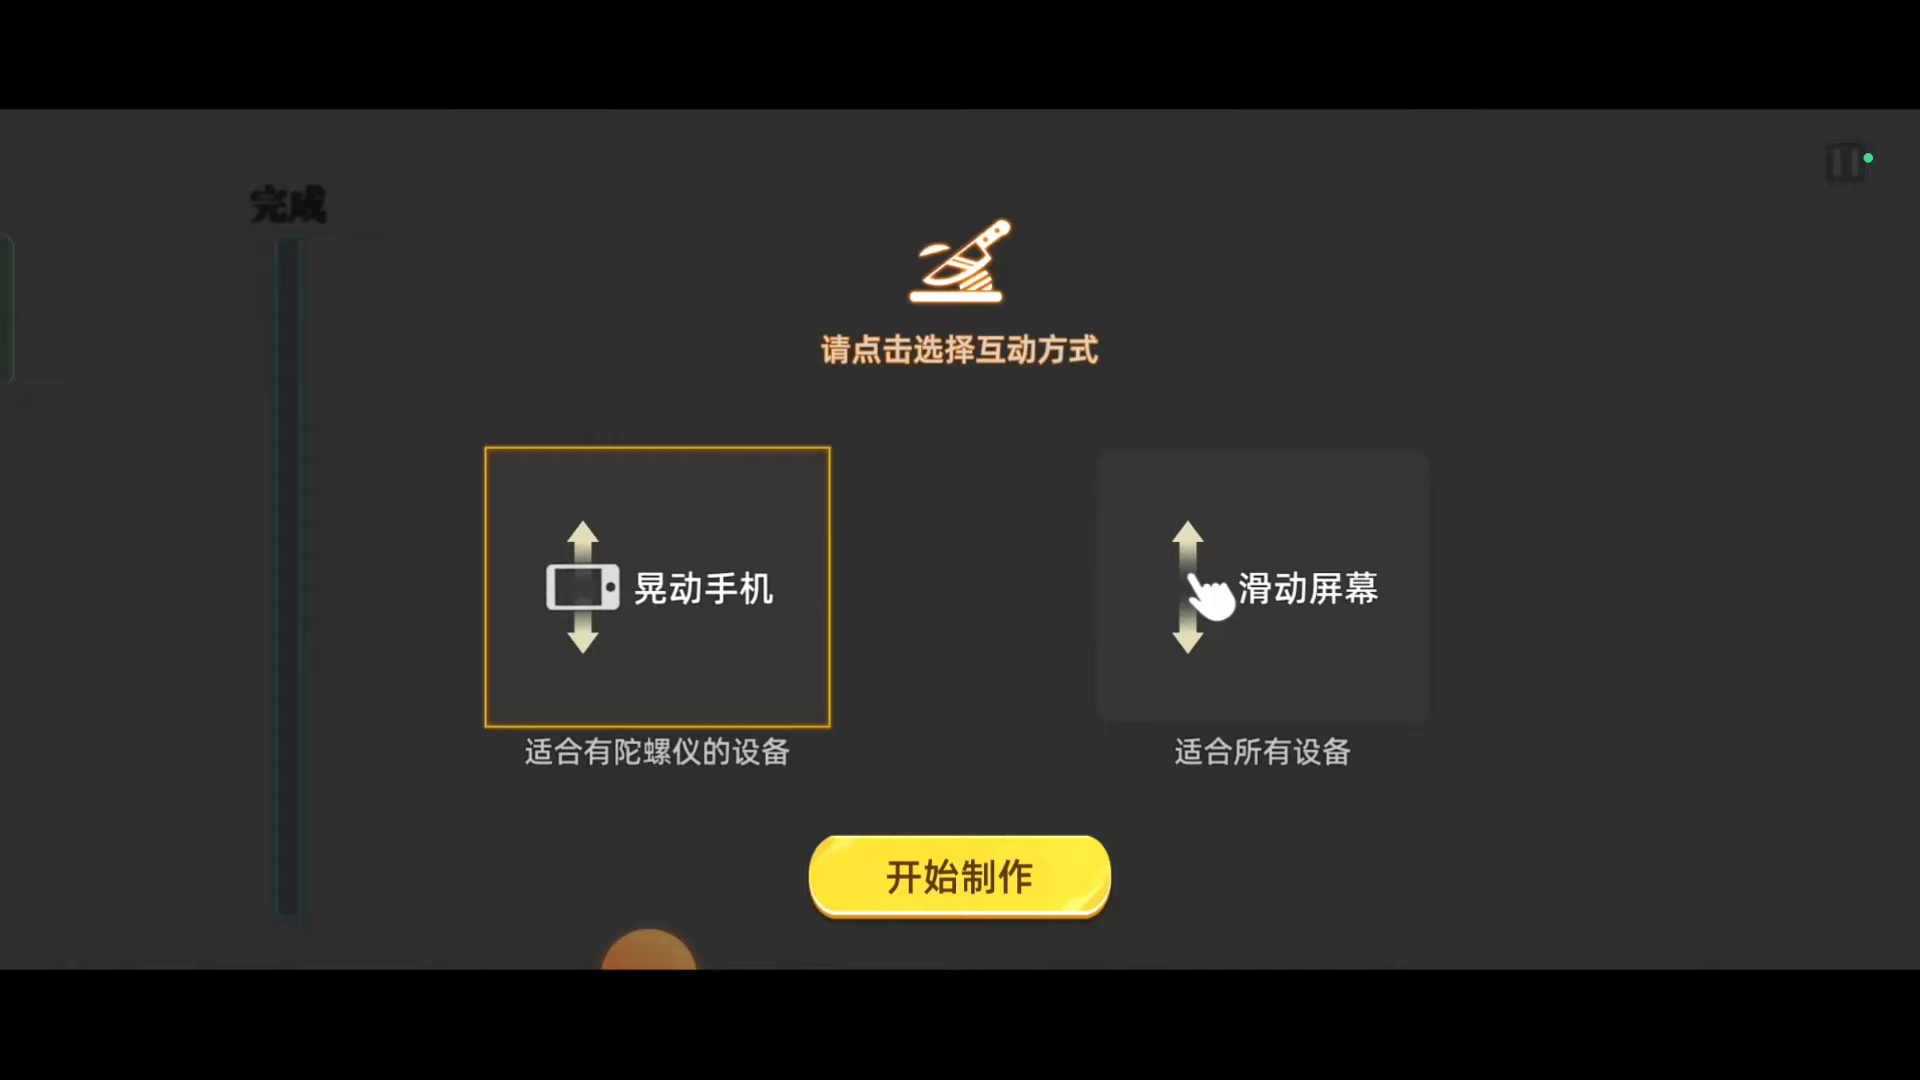 完成
请点击选择互动方式
晃动手机
滑动屏幕
适合有陀螺仪的设备
适合所有设备
开始制作